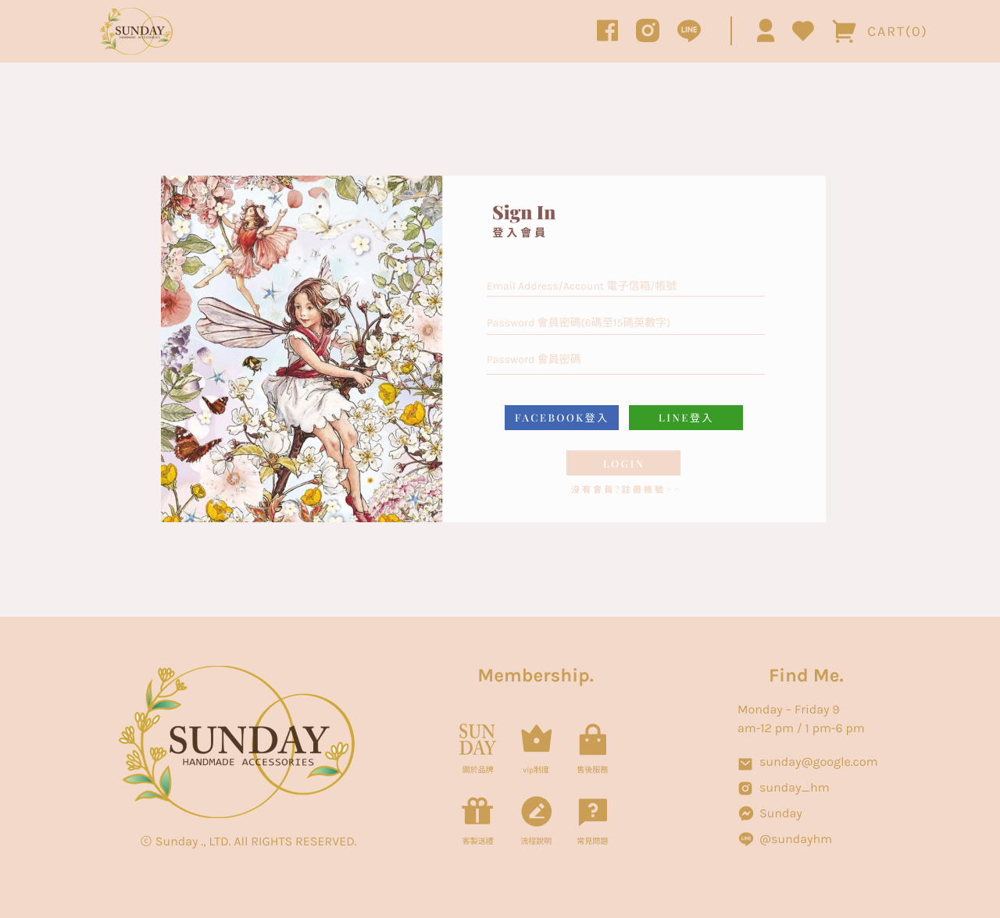 SUNDAY
HANDMADE ACCESSORIES
LINE
CART(0)
Sign In
登入會員
Email Address/Account 電子信箱/帳號
Password 會員密碼(6碼至15碼英數字)
Password 會員密碼
FACEBOOK登入
LINE登入
LOGIN
沒有會員?註冊帳號>>
SUNDAY
HANDMADE ACCESSORIES
ⓒ Sunday ., LTD. All RIGHTS RESERVED.
Membership.
SUN
DAY
關於品牌
vip制度
售後服務
客製送禮
流程說明
常見問題
Find Me.
Monday – Friday 9
am-12 pm / 1 pm-6 pm
sunday@google.com
sunday_hm
Sunday
LINE
@sundayhm